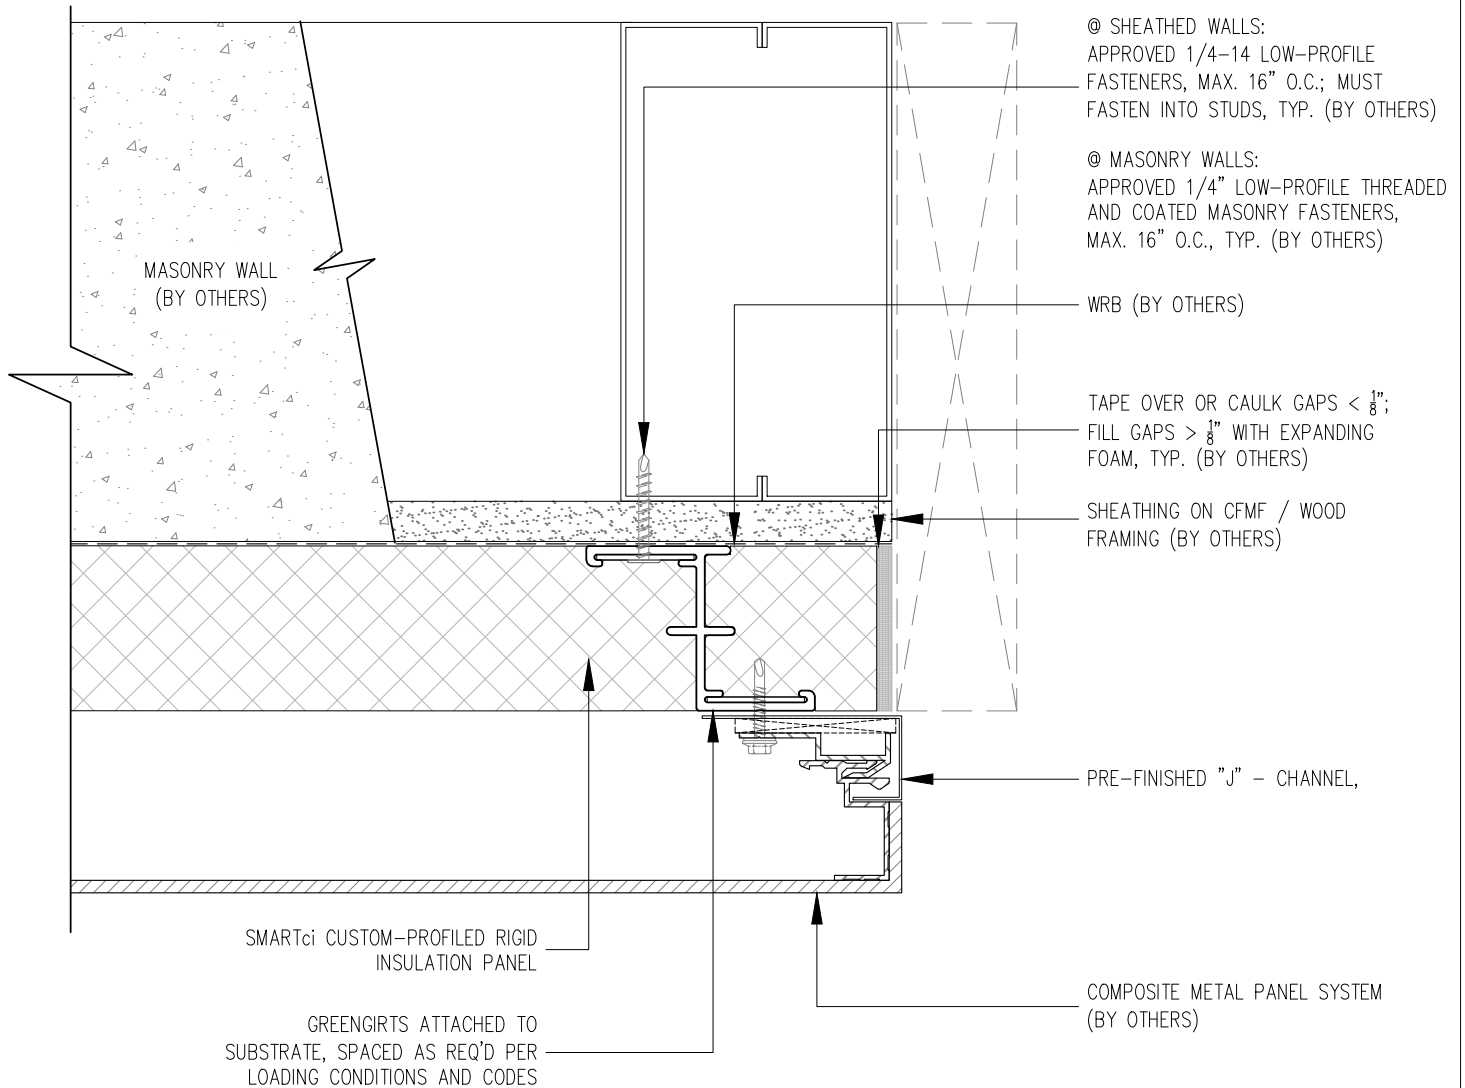 @ SHEATHED WALLS:
APPROVED 1/4-14 LOW-PROFILE
FASTENERS, MAX. 16" O.C.; MUST
FASTEN INTO STUDS, TYP. (BY OTHERS)
@ MASONRY WALLS:
APPROVED 1/4" LOW-PROFILE THREADED
AND COATED MASONRY FASTENERS,
MAX. 16" O.C., TYP. (BY OTHERS)
MASONRY WALL
(BY OTHERS)
WRB (BY OTHERS)
TAPE OVER OR CAULK GAPS < 1/8";
FILL GAPS > 1/8" WITH EXPANDING
FOAM, TYP. (BY OTHERS)
SHEATHING ON CFMF / WOOD
FRAMING (BY OTHERS)
PRE-FINISHED "J" - CHANNEL,
SMARTci CUSTOM-PROFILED RIGID
INSULATION PANEL
COMPOSITE METAL PANEL SYSTEM
(BY OTHERS)
GREENGIRTS ATTACHED TO
SUBSTRATE, SPACED AS REQ'D PER
LOADING CONDITIONS AND CODES